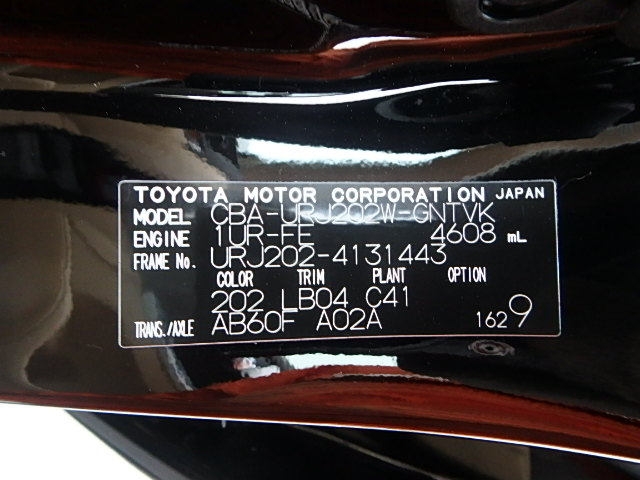 TOYOTA MOTOR CORPORATION JAPAN
MODEL CBA-URJ202W-GNTVK
ENGINE 1UR-FE 4608 mL
FRAME No. URJ202-4131443
COLOR TRIM PLANT OPTION
202 LB04 C41
TRANS./AXLE AB60F A02A 1629